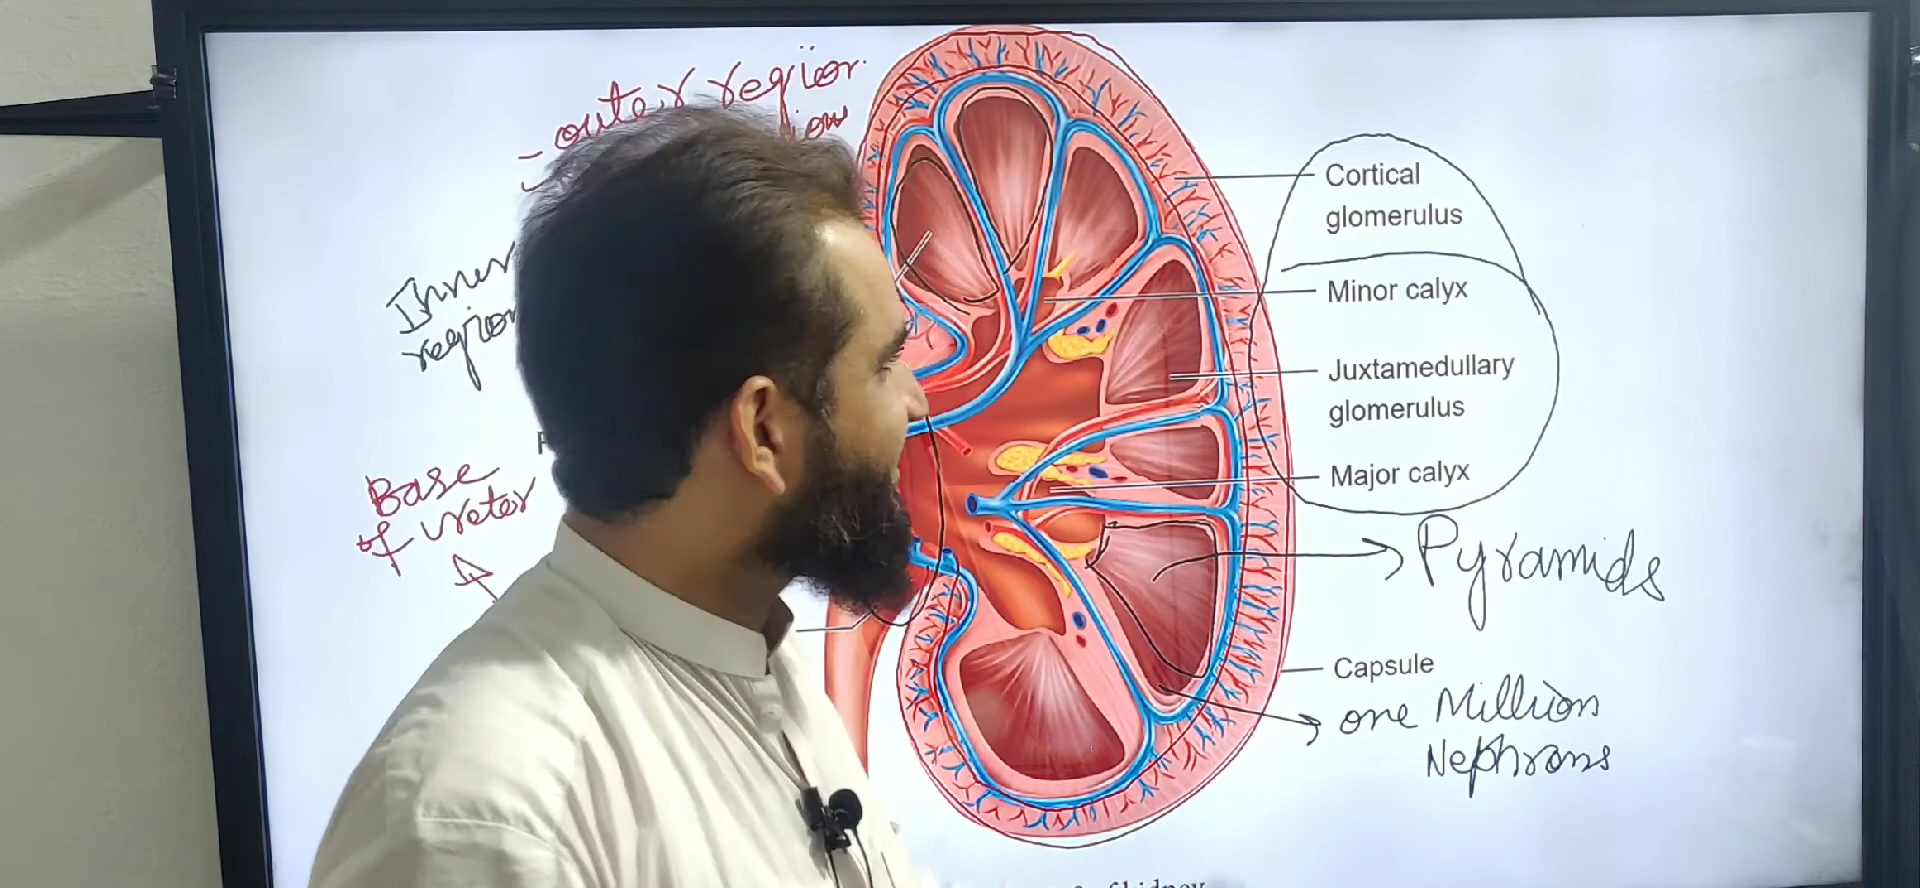 - outer region
Inner
region
Base
of ureter
Cortical
glomerulus
Minor calyx
Juxtamedullary
glomerulus
Major calyx
Pyramids
Capsule
one Million
Nephrons
kidney